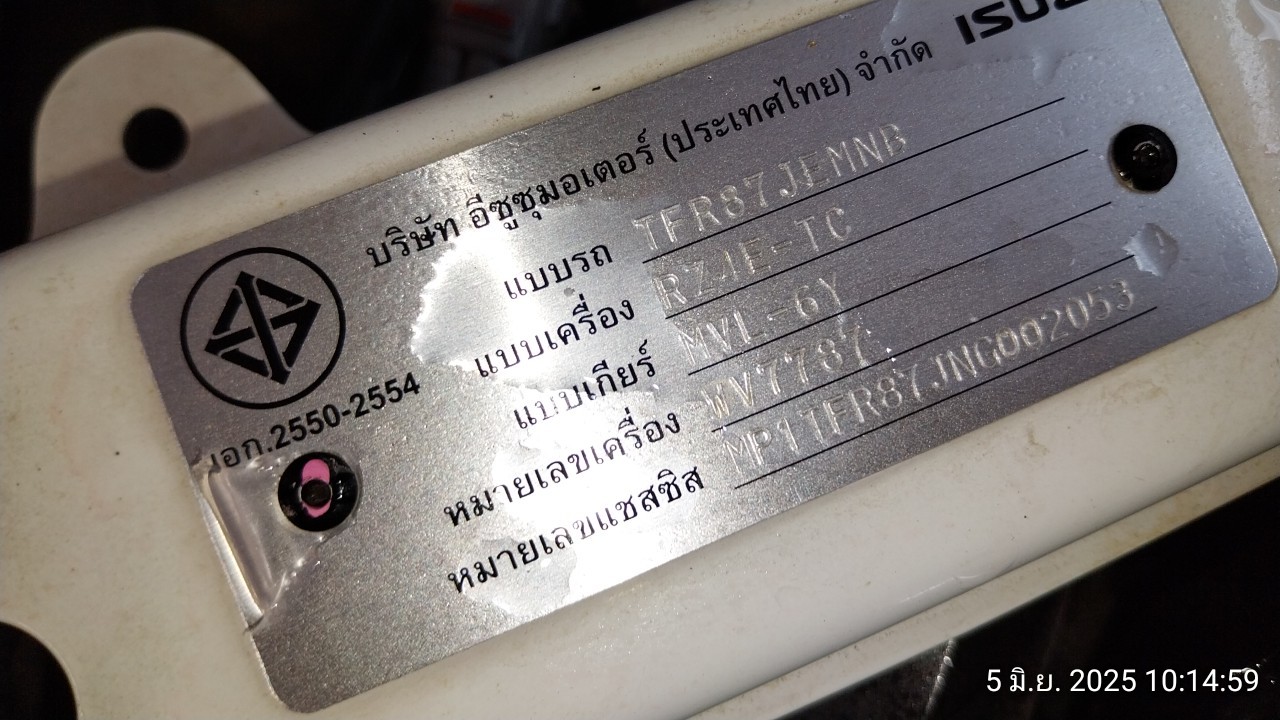 บริษัท อีซูซุมอเตอร์ (ประเทศไทย) จำกัด
แบบรถ TFR87JEMNB
แบบเครื่อง RZ4E-TC
แบบเกียร์ MVL-6Y
หมายเลขเครื่อง WV7787
หมายเลขแชสซิส MP1TFR87JNG002053
มอก.2550-2554
5 มิ.ย. 2025 10:14:59